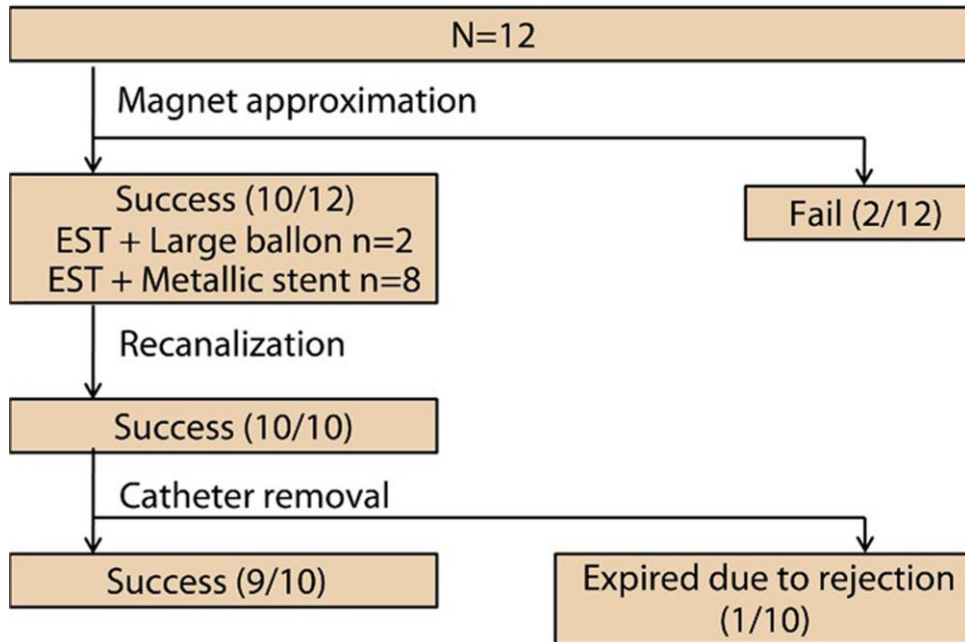 N=12
Magnet approximation
Success (10/12)
EST + Large ballon n=2
EST + Metallic stent n=8
Fail (2/12)
Recanalization
Success (10/10)
Catheter removal
Success (9/10)
Expired due to rejection
(1/10)